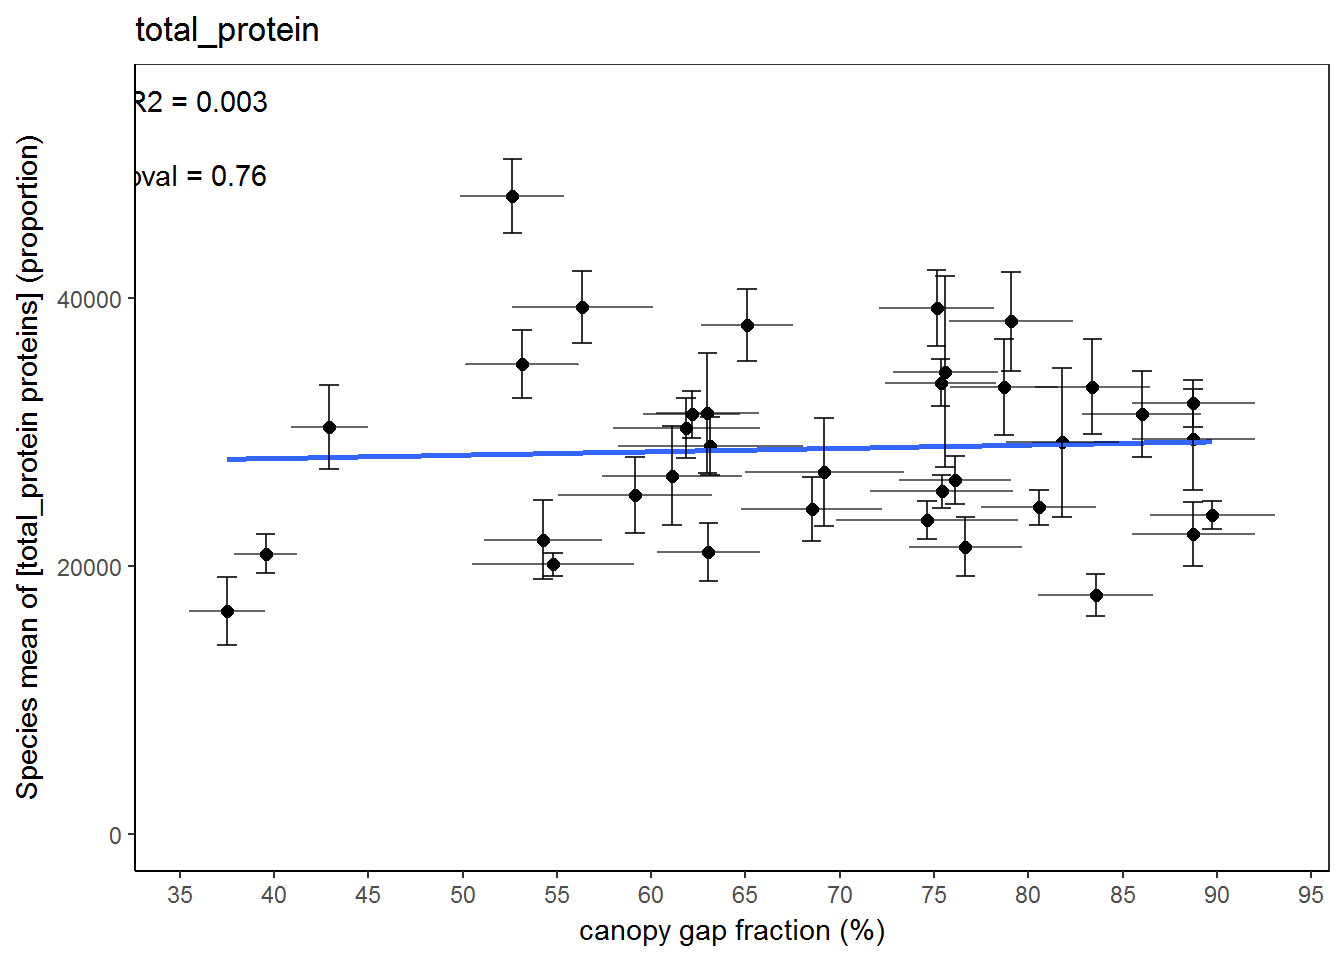 total_protein
R2 = 0.003
pval = 0.76
Species mean of [total_protein proteins] (proportion)
40000
20000
0
35 40 45 50 55 60 65 70 75 80 85 90 95
canopy gap fraction (%)